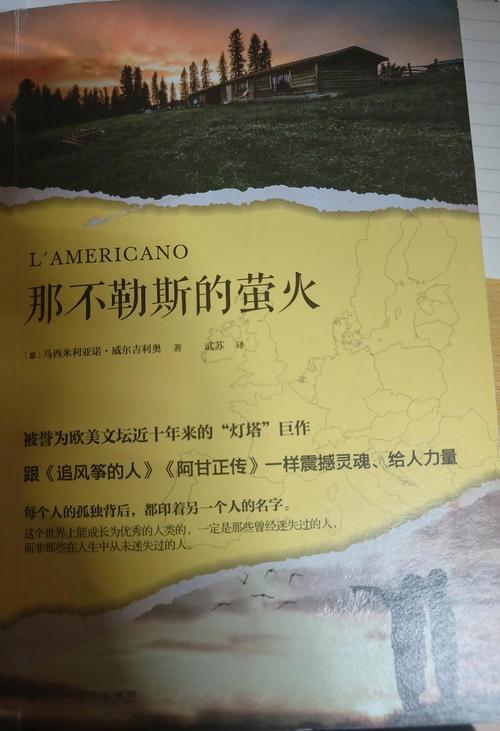 L'AMERICANO
那不勒斯的萤火
［意］马西米利亚诺·威尔吉利奥 著 武苏 译
被誉为欧美文坛近十年来的“灯塔”巨作
跟《追风筝的人》《阿甘正传》一样震撼灵魂、给人力量
每个人的孤独背后，都印着另一个人的名字。
这个世界上能成长为优秀的人类的，一定是那些曾经迷失过的人，
而非那些在人生中从未迷失过的人。